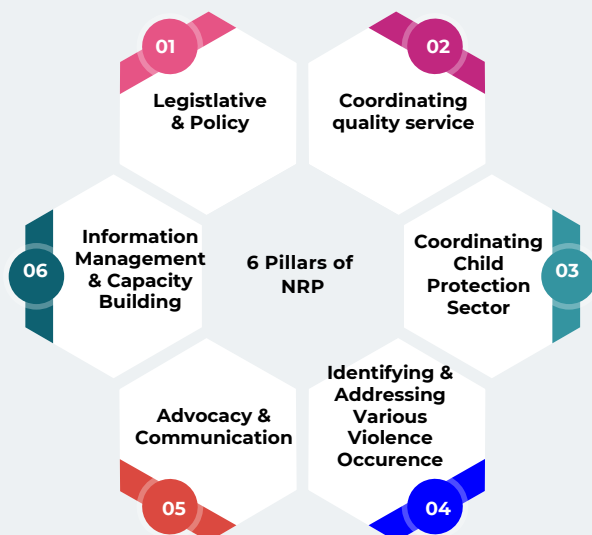 01
Legistlative
& Policy
02
Coordinating
quality service
03
Coordinating
Child
Protection
Sector
04
Identifying &
Addressing
Various
Violence
Occurence
05
Advocacy &
Communication
06
Information
Management
& Capacity
Building
6 Pillars of
NRP